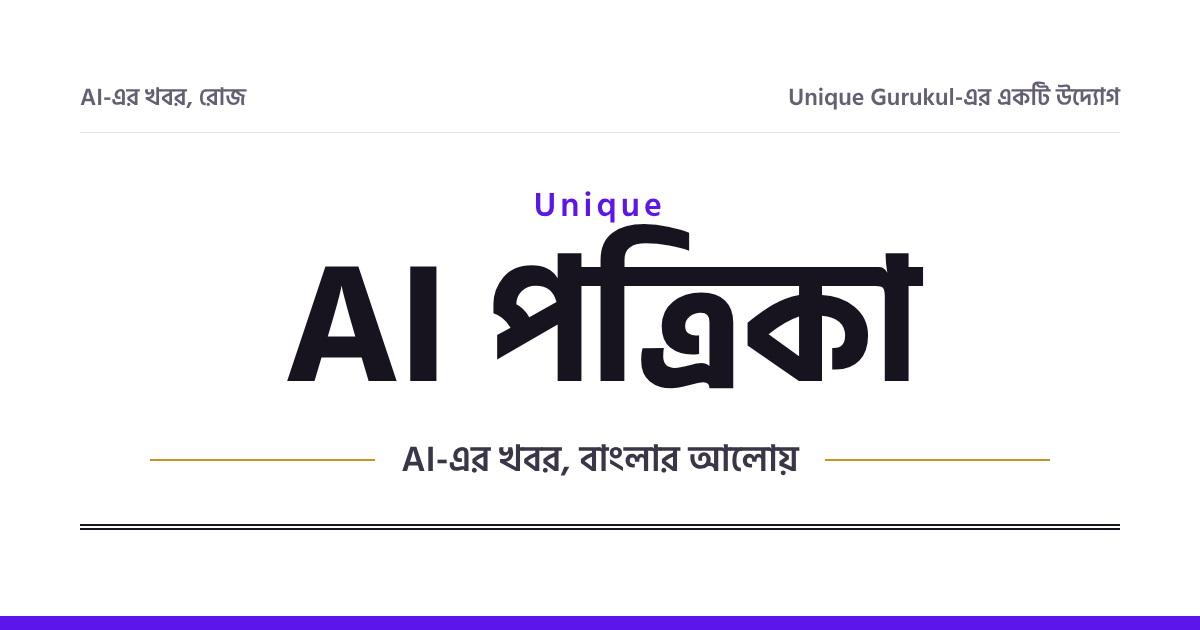 AI-এর খবর, রোজ
Unique Gurukul-এর একটি উদ্যোগ
Unique
AI পত্রিকা
AI-এর খবর, বাংলার আলোয়